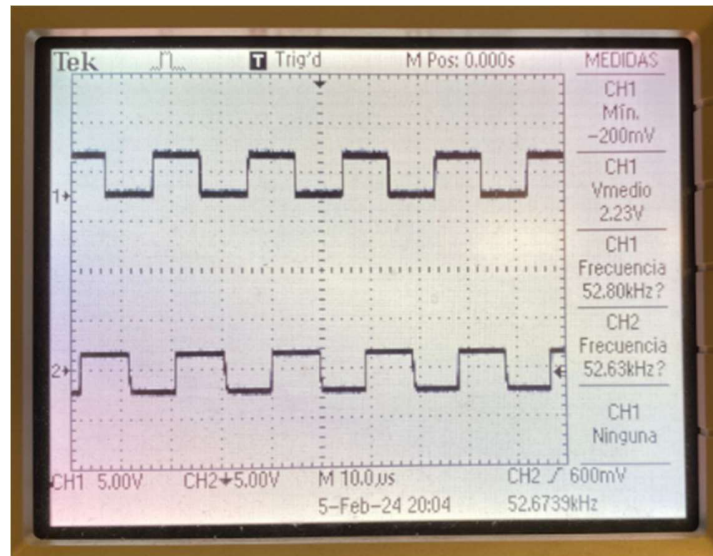 Tek T Trig'd M Pos: 0.000s MEDIDAS
CH1
Mín.
-200mV
1
CH1
Vmedio
2.23V
CH1
Frecuencia
52.80kHz?
CH2
Frecuencia
52.63kHz?
2
CH1
Ninguna
CH1 5.00V CH2 5.00V M 10.0µs CH2 600mV
5-Feb-24 20:04 52.6739kHz